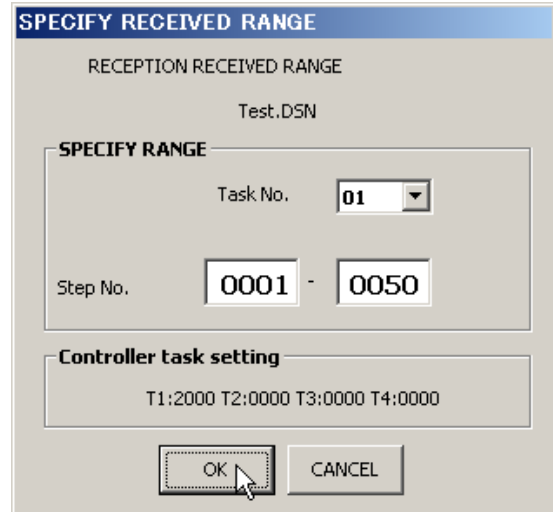 SPECIFY RECEIVED RANGE
RECEPTION RECEIVED RANGE
Test.DSN
SPECIFY RANGE
Task No. 01
Step No. 0001 - 0050
Controller task setting
T1:2000 T2:0000 T3:0000 T4:0000
OK CANCEL